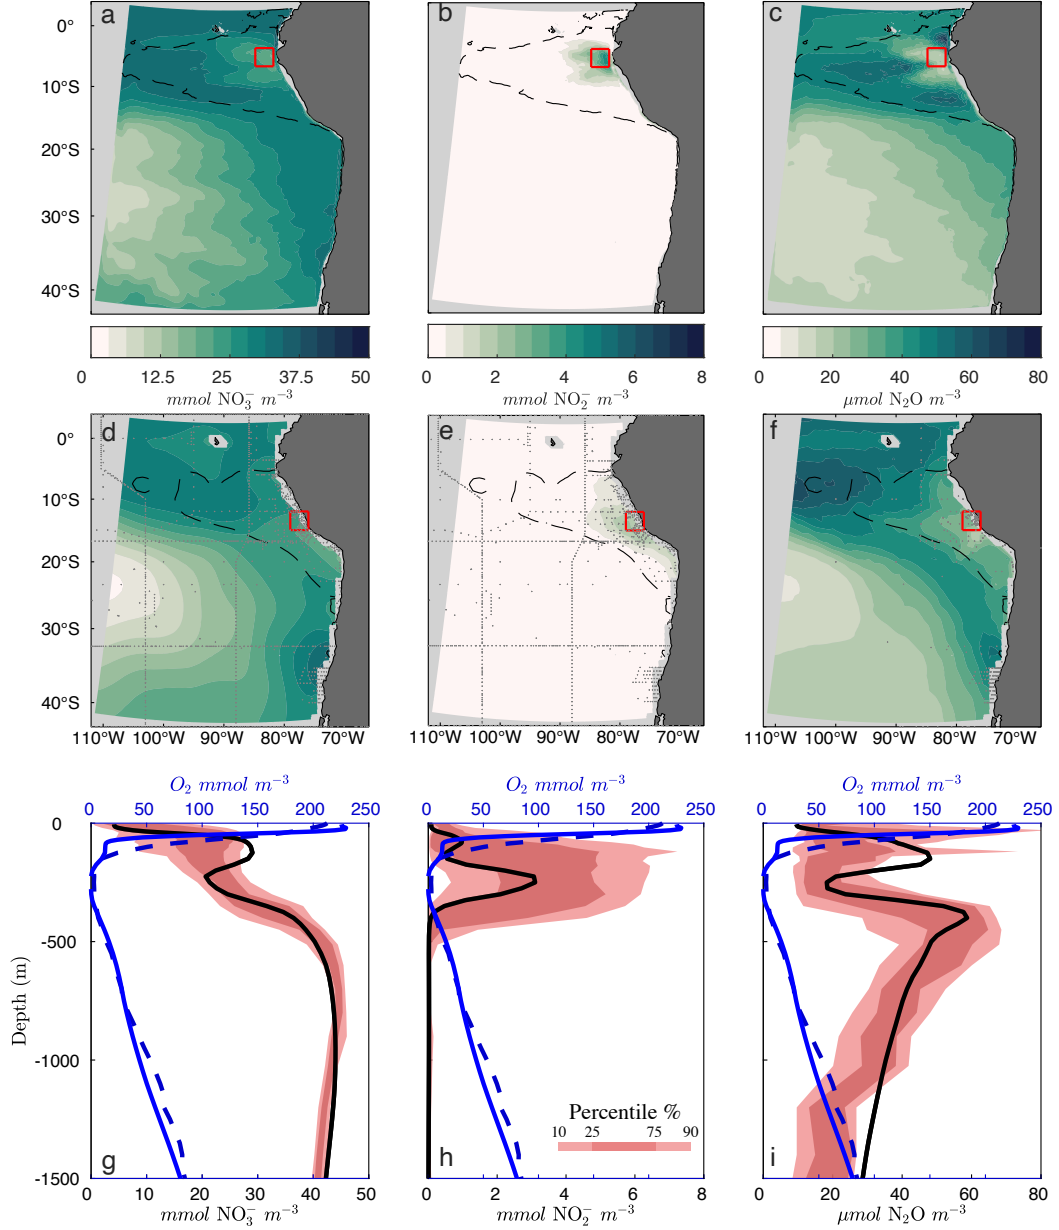 a b c
0°
10°S
20°S
30°S
40°S
0 12.5 25 37.5 50
mmol NO₃⁻ m⁻³
0 2 4 6 8
mmol NO₂⁻ m⁻³
0 20 40 60 80
μmol N₂O m⁻³
d e f
0°
10°S
20°S
30°S
40°S
110°W 100°W 90°W 80°W 70°W
110°W 100°W 90°W 80°W 70°W
110°W 100°W 90°W 80°W 70°W
O₂ mmol m⁻³
O₂ mmol m⁻³
O₂ mmol m⁻³
0 50 100 150 200 250
0 50 100 150 200 250
0 50 100 150 200 250
0
-500
-1000
-1500
Depth (m)
Percentile %
10 25 75 90
g h i
0 10 20 30 40 50
mmol NO₃⁻ m⁻³
0 2 4 6 8
mmol NO₂⁻ m⁻³
0 20 40 60 80
μmol N₂O m⁻³